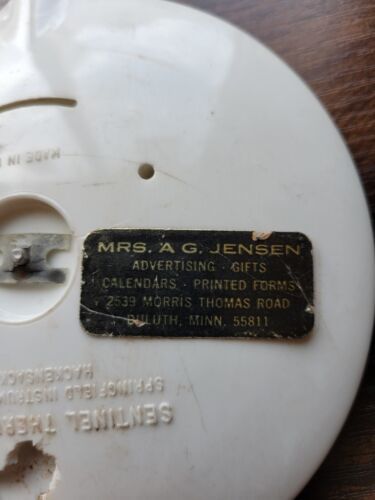 MADE IN
MRS. A G. JENSEN
ADVERTISING · GIFTS
CALENDARS · PRINTED FORMS
2539 MORRIS THOMAS ROAD
DULUTH, MINN. 55811
SENTINEL THER
SPRINGFIELD INSTRUM
HACKENSACK